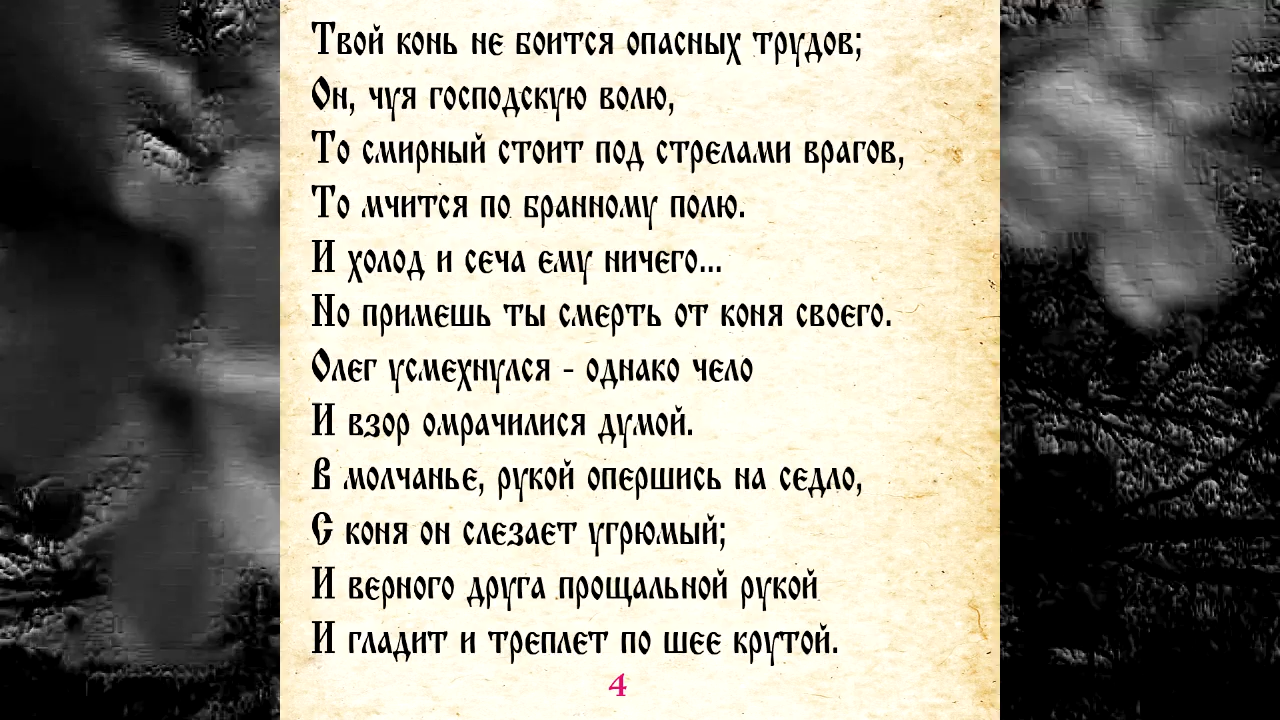 Твой конь не боится опасных трудов;
Он, чуя господскую волю,
То смирный стоит под стрелами врагов,
То мчится по бранному полю.
И холод и сеча ему ничего...
Но примешь ты смерть от коня своего.
Олег усмехнулся - однако чело
И взор омрачилися думой.
В молчанье, рукой опершись на седло,
С коня он слезает угрюмый;
И верного друга прощальной рукой
И гладит и треплет по шее крутой.
4